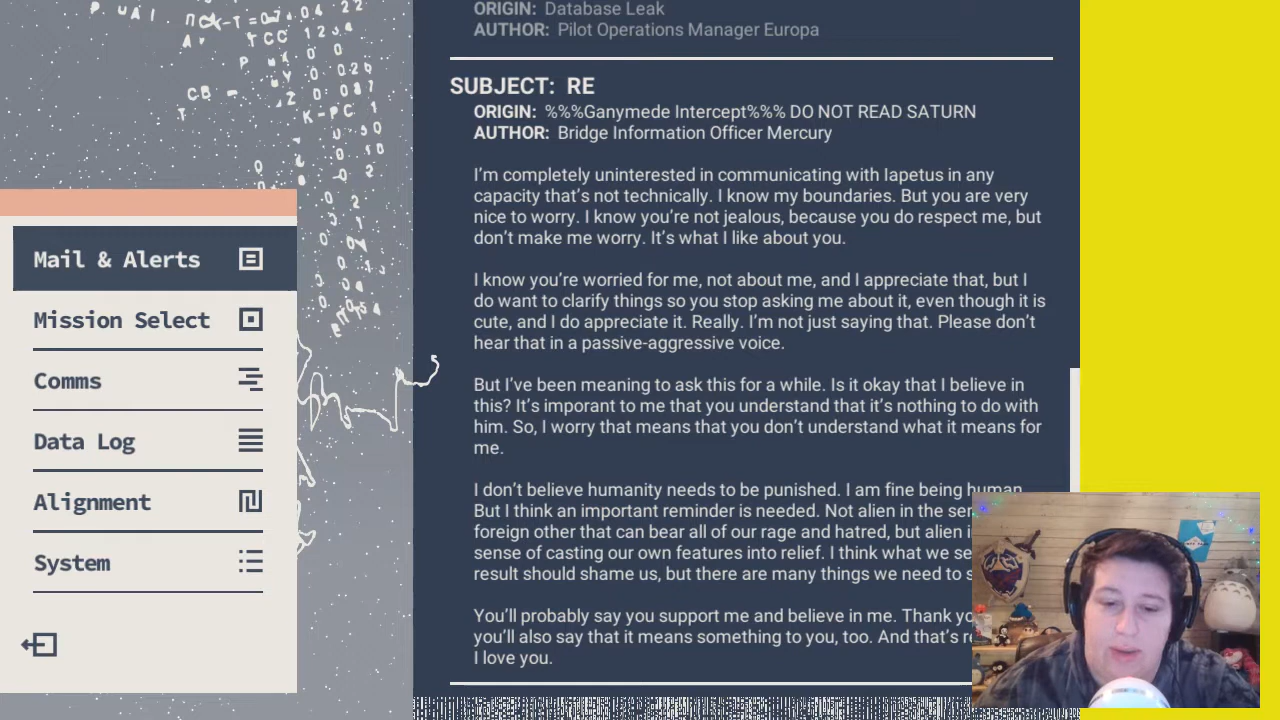 ORIGIN: Database Leak
AUTHOR: Pilot Operations Manager Europa
SUBJECT: RE
ORIGIN: %%%Ganymede Intercept%%% DO NOT READ SATURN
AUTHOR: Bridge Information Officer Mercury
I’m completely uninterested in communicating with Iapetus in any
capacity that’s not technically. I know my boundaries. But you are very
nice to worry. I know you’re not jealous, because you do respect me, but
don’t make me worry. It’s what I like about you.
I know you’re worried for me, not about me, and I appreciate that, but I
do want to clarify things so you stop asking me about it, even though it is
cute, and I do appreciate it. Really. I’m not just saying that. Please don’t
hear that in a passive-aggressive voice.
But I’ve been meaning to ask this for a while. Is it okay that I believe in
this? It’s imporant to me that you understand that it’s nothing to do with
him. So, I worry that means that you don’t understand what it means for
me.
I don’t believe humanity needs to be punished. I am fine being human.
But I think an important reminder is needed. Not alien in the
foreign other that can bear all of our rage and hatred, but alien
sense of casting our own features into relief. I think what we
result should shame us, but there are many things we need to
You’ll probably say you support me and believe in me. Thank
you’ll also say that it means something to you, too. And that’s
I love you.
Mail & Alerts
Mission Select
Comms
Data Log
Alignment
System